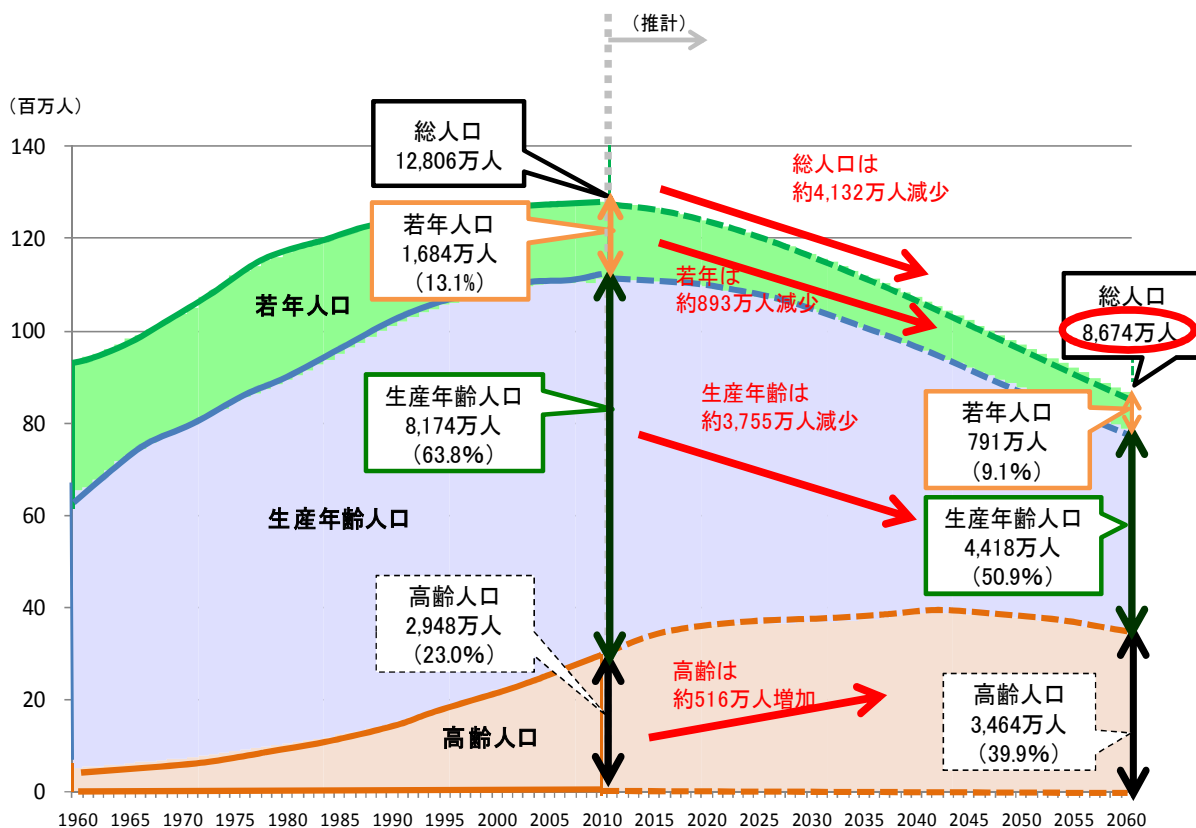 （推計）
（百万人）
140
120
100
80
60
40
20
0
総人口
12,806万人
若年人口
1,684万人
(13.1%)
総人口は
約4,132万人減少
若年は
約893万人減少
総人口
8,674万人
若年人口
生産年齢人口
8,174万人
(63.8%)
生産年齢は
約3,755万人減少
若年人口
791万人
(9.1%)
生産年齢人口
生産年齢人口
4,418万人
(50.9%)
高齢人口
2,948万人
(23.0%)
高齢は
約516万人増加
高齢人口
高齢人口
3,464万人
(39.9%)
1960 1965 1970 1975 1980 1985 1990 1995 2000 2005 2010 2015 2020 2025 2030 2035 2040 2045 2050 2055 2060